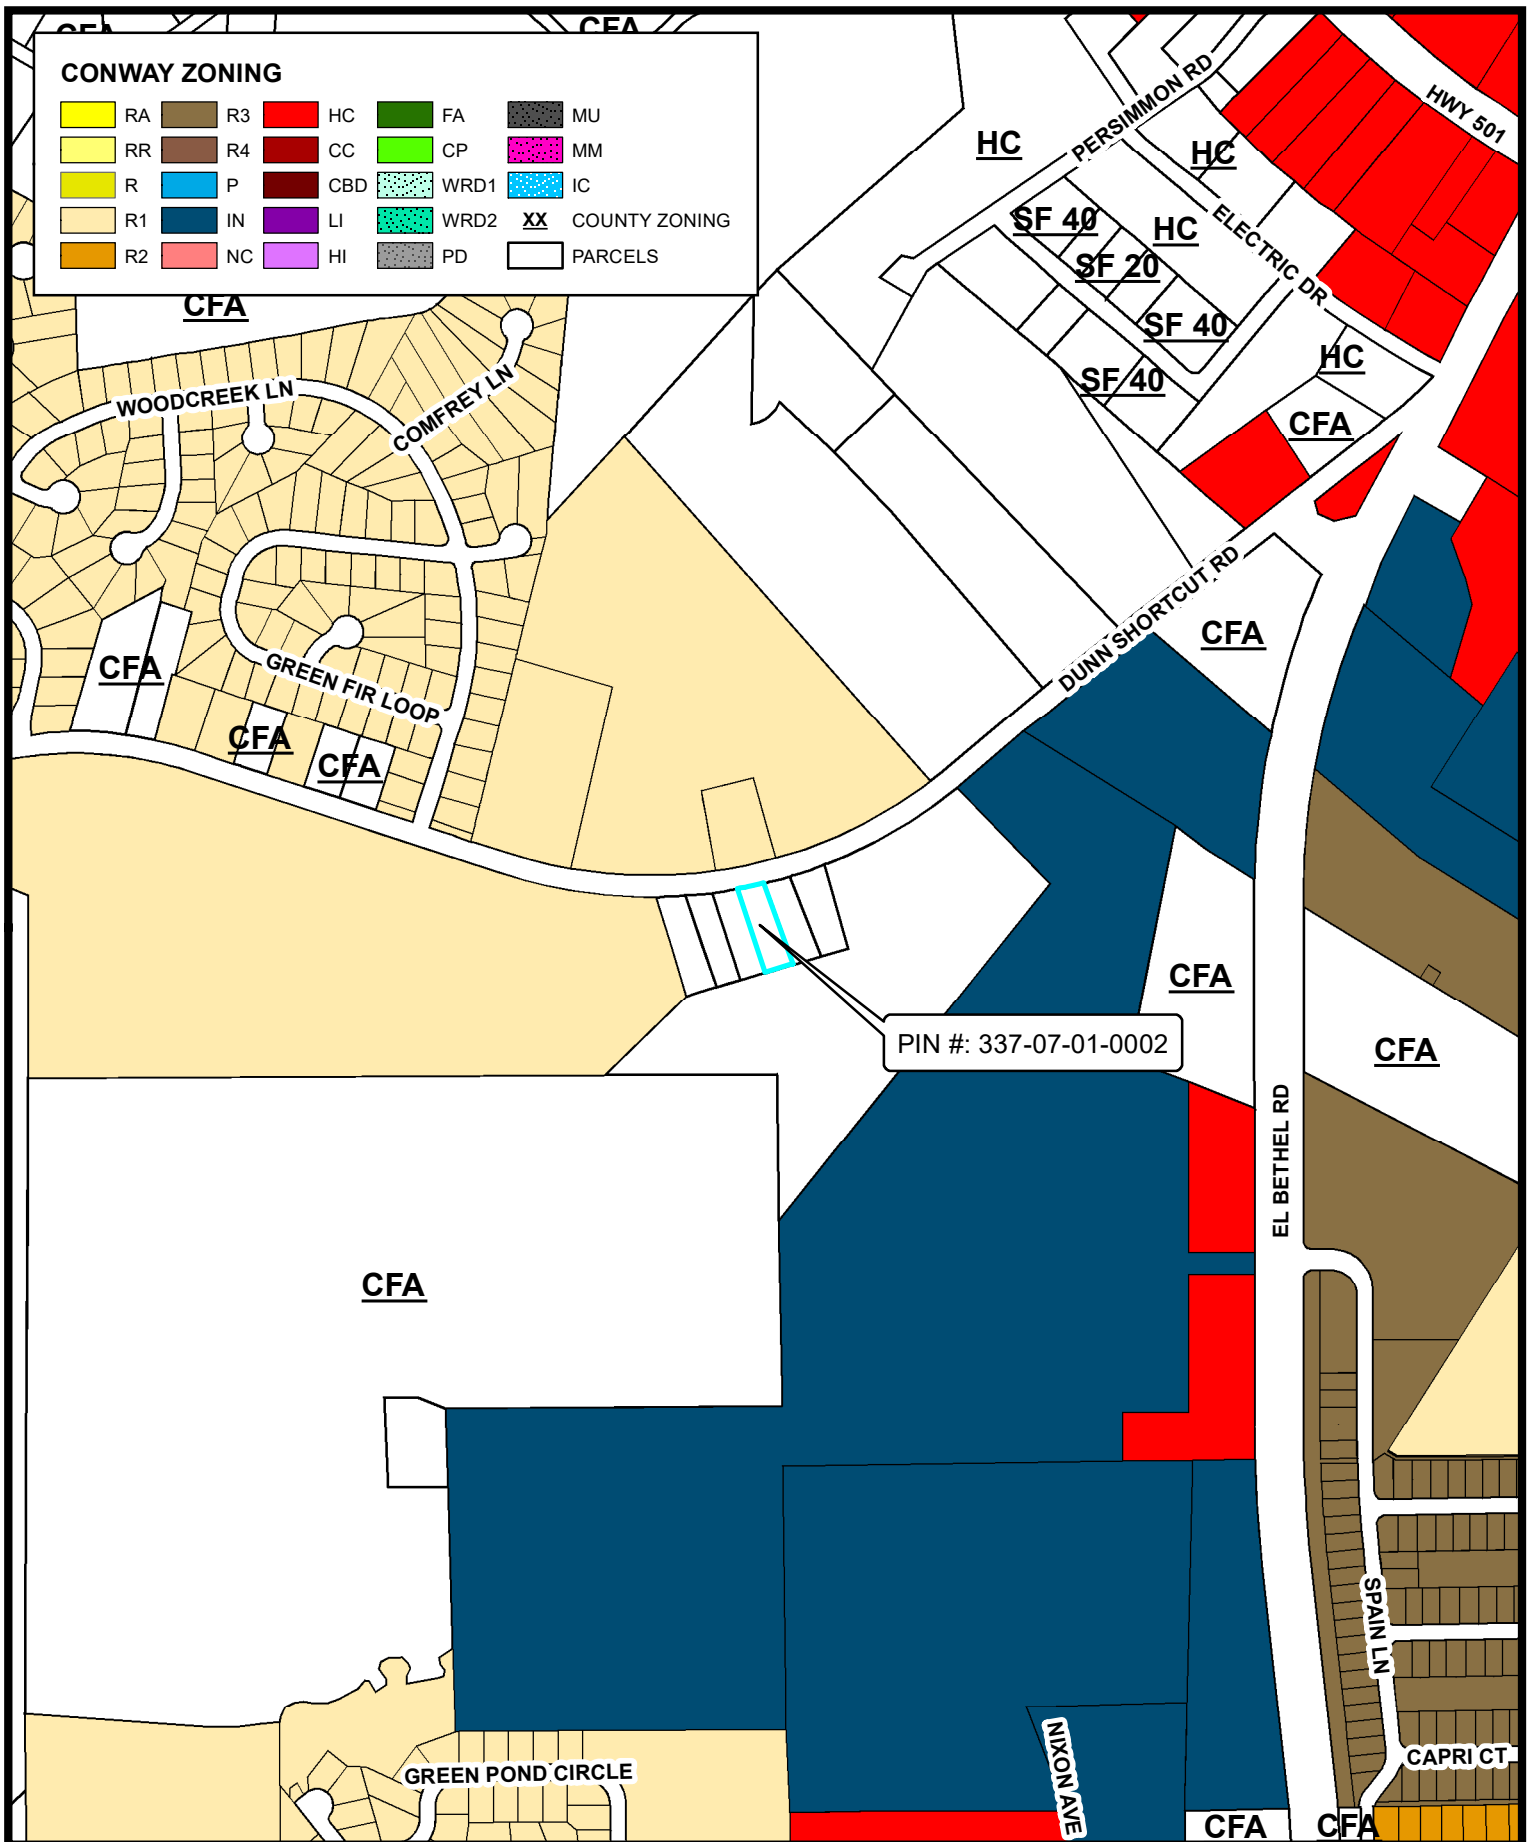 CFA
CFA
CONWAY ZONING
RA R3 HC FA MU
RR R4 CC CP MM
R P CBD WRD1 IC
R1 IN LI WRD2 XX COUNTY ZONING
R2 NC HI PD PARCELS
HWY 501
PERSIMMON RD
HC
HC
SF 40
HC
ELECTRIC DR
SF 20
CFA
SF 40
HC
SF 40
WOODCREEK LN
COMFREY LN
CFA
DUNN SHORTCUT RD
CFA
CFA
GREEN FIR LOOP
CFA
CFA
CFA
PIN #: 337-07-01-0002
CFA
EL BETHEL RD
CFA
SPAIN LN
NIXON AVE
CAPRI CT
GREEN POND CIRCLE
CFA
CFA